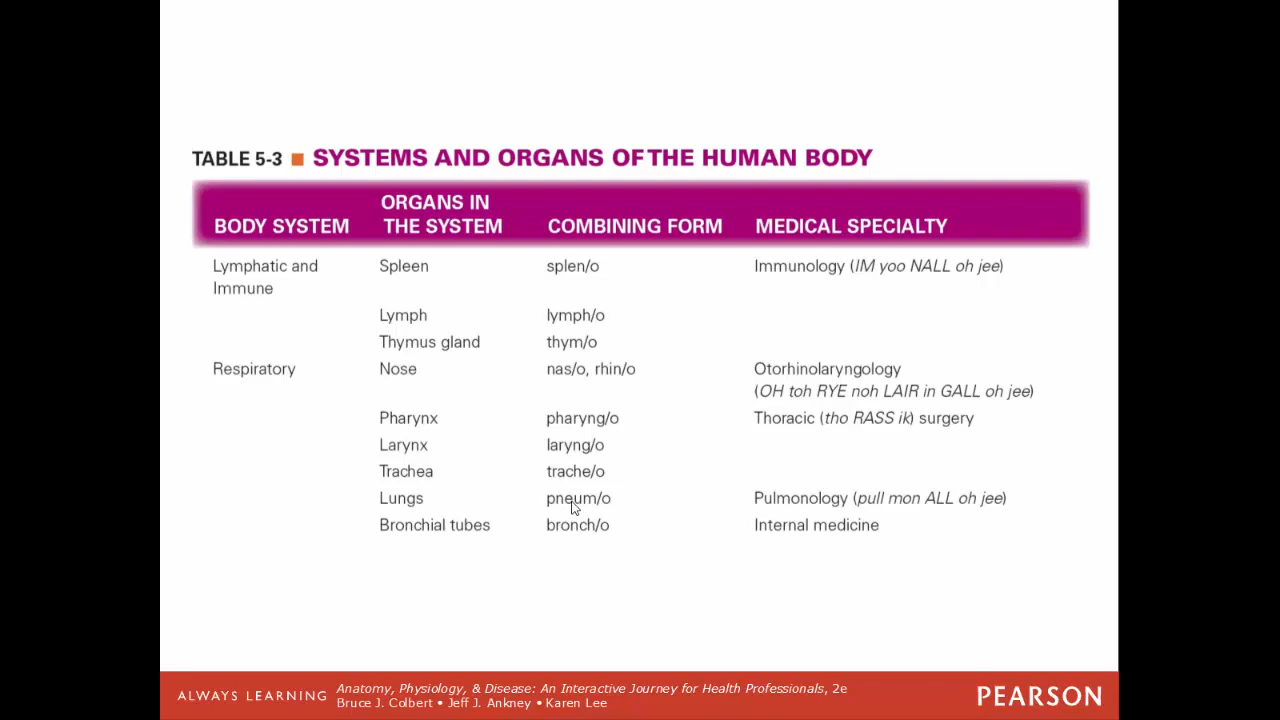 TABLE 5-3 ■ SYSTEMS AND ORGANS OF THE HUMAN BODY
BODY SYSTEM ORGANS IN THE SYSTEM COMBINING FORM MEDICAL SPECIALTY
Lymphatic and Immune Spleen splen/o Immunology (IM yoo NALL oh jee)
Lymph lymph/o
Thymus gland thym/o
Respiratory Nose nas/o, rhin/o Otorhinolaryngology
(OH toh RYE noh LAIR in GALL oh jee)
Pharynx pharyng/o Thoracic (tho RASS ik) surgery
Larynx laryng/o
Trachea trache/o
Lungs pneum/o Pulmonology (pull mon ALL oh jee)
Bronchial tubes bronch/o Internal medicine
ALWAYS LEARNING
Anatomy, Physiology, & Disease: An Interactive Journey for Health Professionals, 2e
Bruce J. Colbert • Jeff J. Ankney • Karen Lee
PEARSON